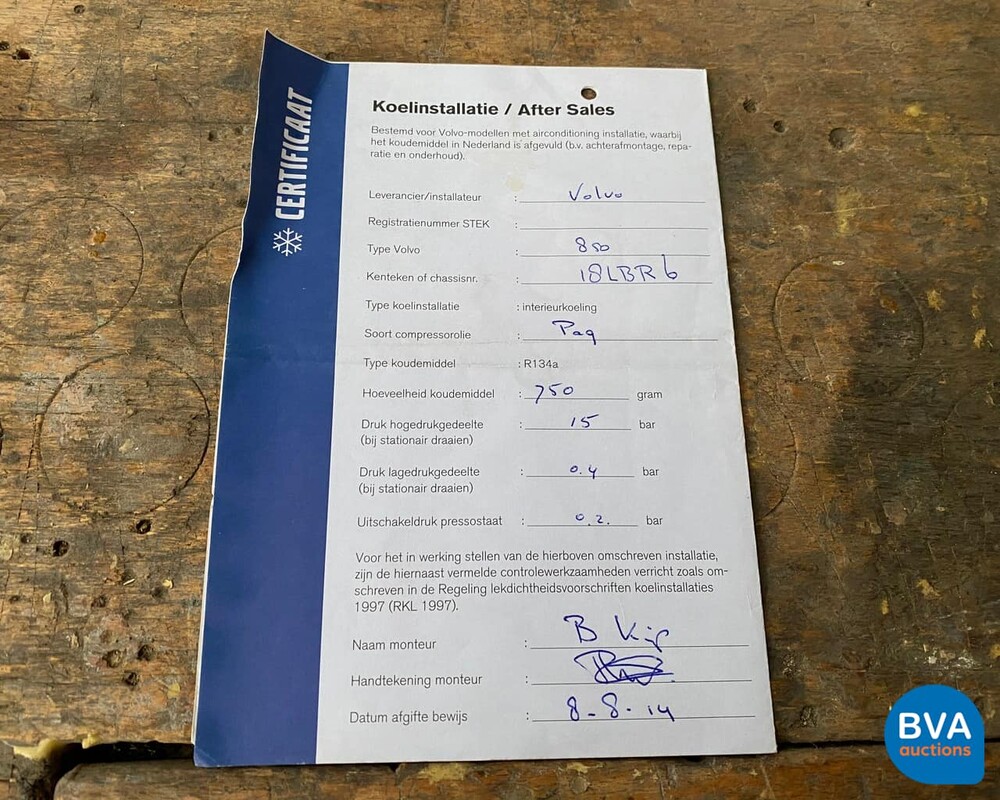 CERTIFICAAT
Koelinstallatie / After Sales
Bestemd voor Volvo-modellen met airconditioning installatie, waarbij
het koudemiddel in Nederland is afgevuld (b.v. achterafmontage, repa-
ratie en onderhoud).
Leverancier/installateur : Volvo
Registratienummer STEK :
Type Volvo : 850
Kenteken of chassisnr. : 18LBR6
Type koelinstallatie : interieurkoeling
Soort compressorolie : Pag
Type koudemiddel : R134a
Hoeveelheid koudemiddel : 750 gram
Druk hogedrukgedeelte : 15 bar
(bij stationair draaien)
Druk lagedrukgedeelte : 0.4 bar
(bij stationair draaien)
Uitschakeldruk pressostaat : 0.2. bar
Voor het in werking stellen van de hierboven omschreven installatie,
zijn de hiernaast vermelde controlewerkzaamheden verricht zoals om-
schreven in de Regeling lekdichtheidsvoorschriften koelinstallaties
1997 (RKL 1997).
Naam monteur : B
Handtekening monteur :
Datum afgifte bewijs : 8-8-14
BVA
auctions